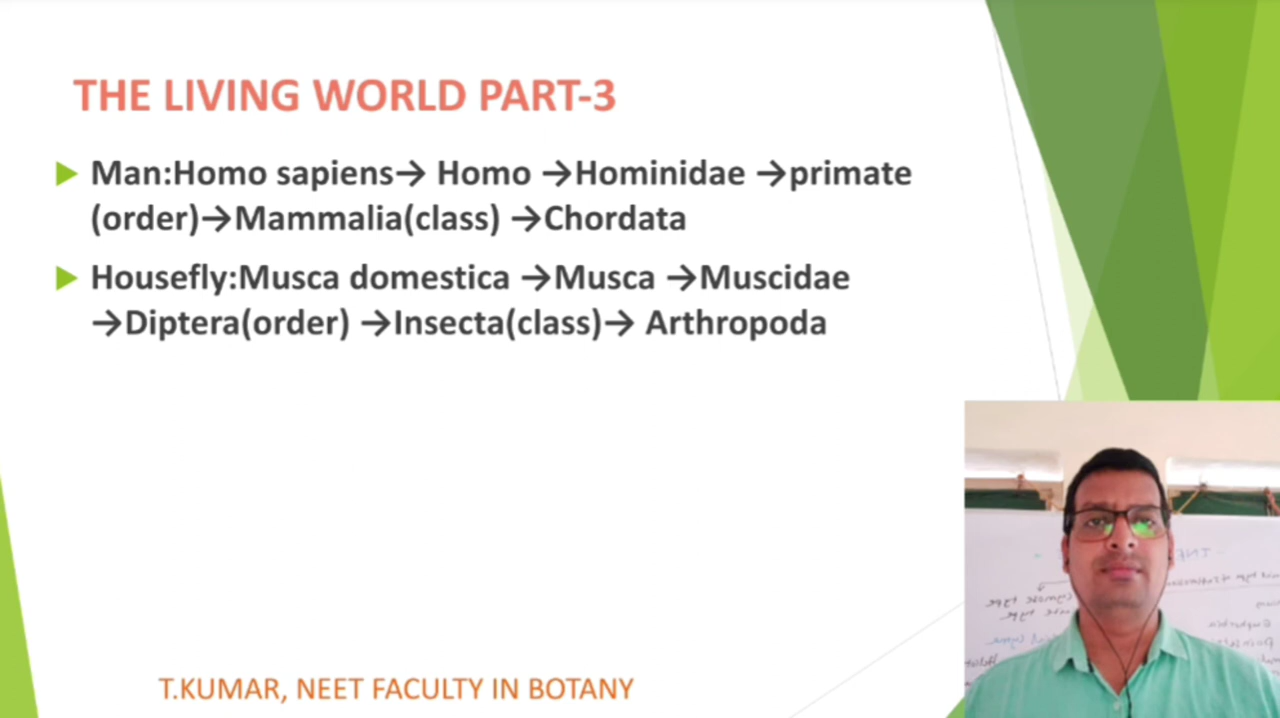 THE LIVING WORLD PART-3
Man:Homo sapiens→ Homo →Hominidae →primate
(order)→Mammalia(class) →Chordata
Housefly:Musca domestica →Musca →Muscidae
→Diptera(order) →Insecta(class)→ Arthropoda
T.KUMAR, NEET FACULTY IN BOTANY